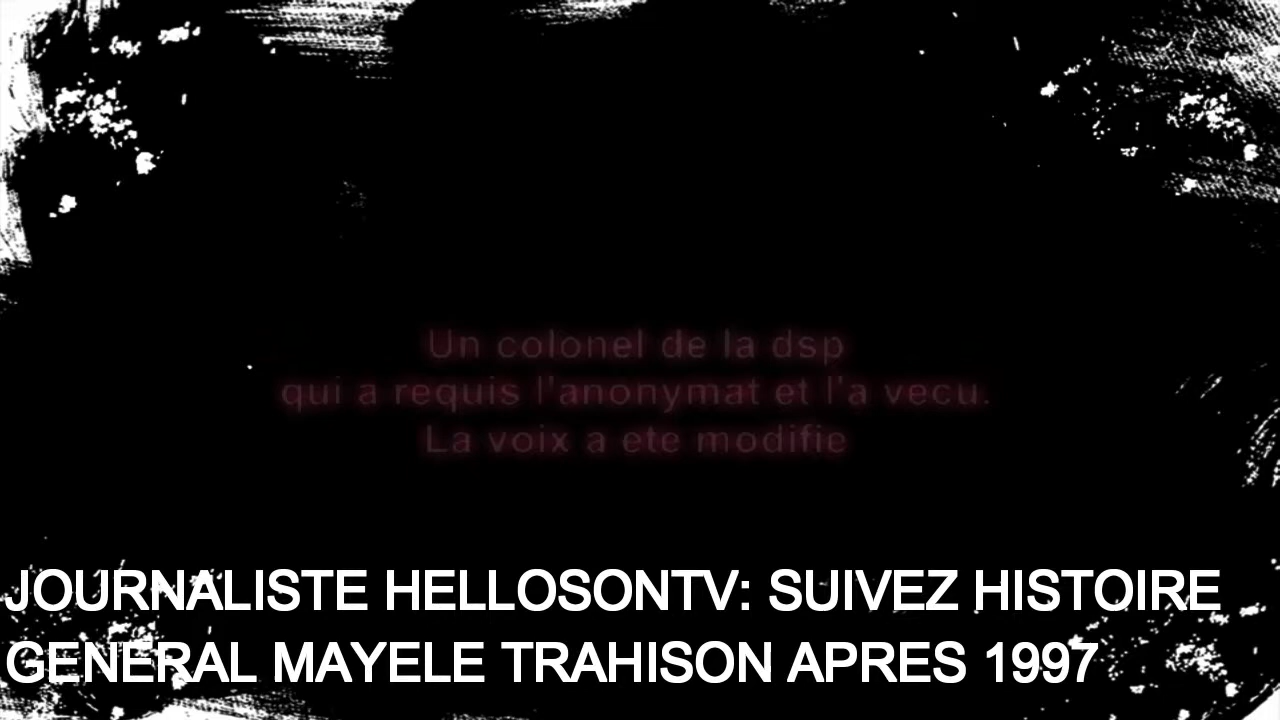 Un colonel de la dsp
qui a requis l'anonymat et l'a vecu.
La voix a ete modifie
JOURNALISTE HELLOSONTV: SUIVEZ HISTOIRE
GENERAL MAYELE TRAHISON APRES 1997